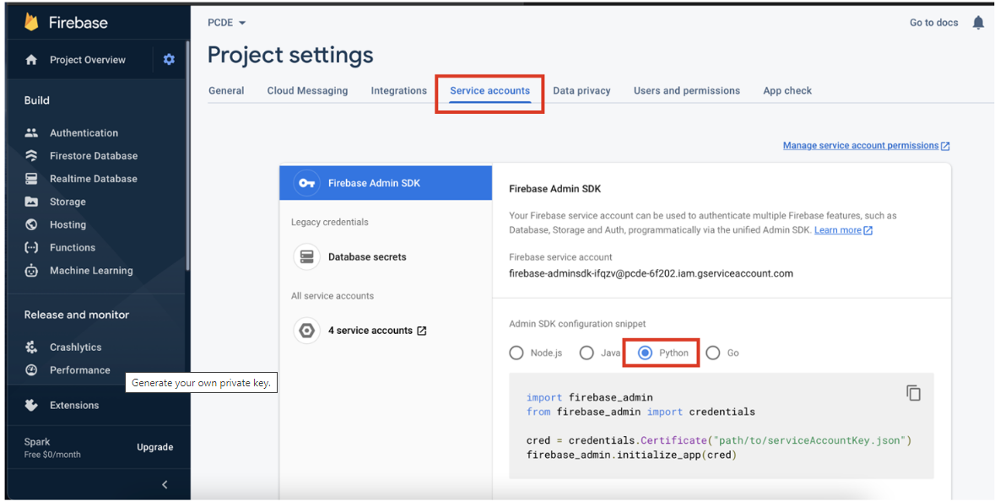 Firebase
PCDE
Go to docs
Project Overview
Project settings
General Cloud Messaging Integrations Service accounts Data privacy Users and permissions App check
Build
Authentication
Firestore Database
Realtime Database
Storage
Hosting
Functions
Machine Learning
Release and monitor
Crashlytics
Performance
Generate your own private key.
Extensions
Spark
Free $0/month
Upgrade
Manage service account permissions
Firebase Admin SDK
Legacy credentials
Database secrets
All service accounts
4 service accounts
Firebase Admin SDK
Your Firebase service account can be used to authenticate multiple Firebase features, such as
Database, Storage and Auth, programmatically via the unified Admin SDK. Learn more
Firebase service account
firebase-adminsdk-ifqzv@pcde-6f202.iam.gserviceaccount.com
Admin SDK configuration snippet
Node.js Java Python Go
import firebase_admin
from firebase_admin import credentials
cred = credentials.Certificate("path/to/serviceAccountKey.json")
firebase_admin.initialize_app(cred)